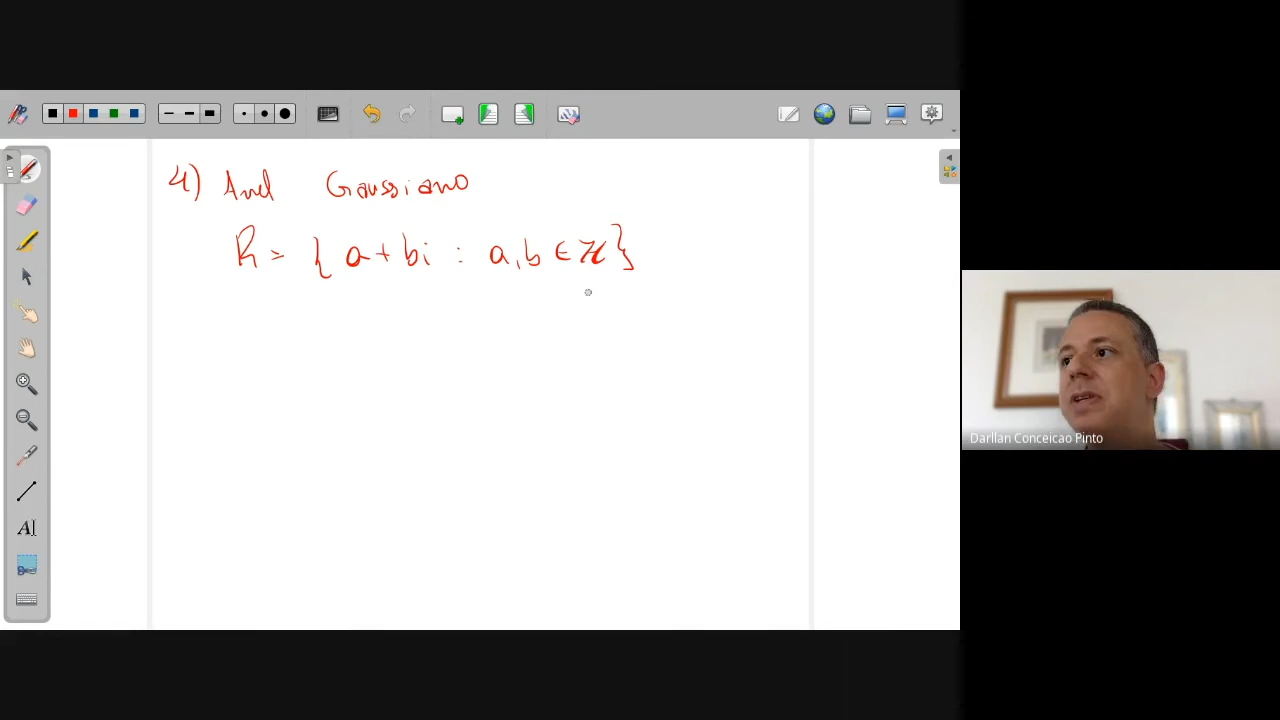 4) Anel Gaussiano
R = { a + bi : a, b ∈ ℤ }
A
Darllan Conceicao Pinto